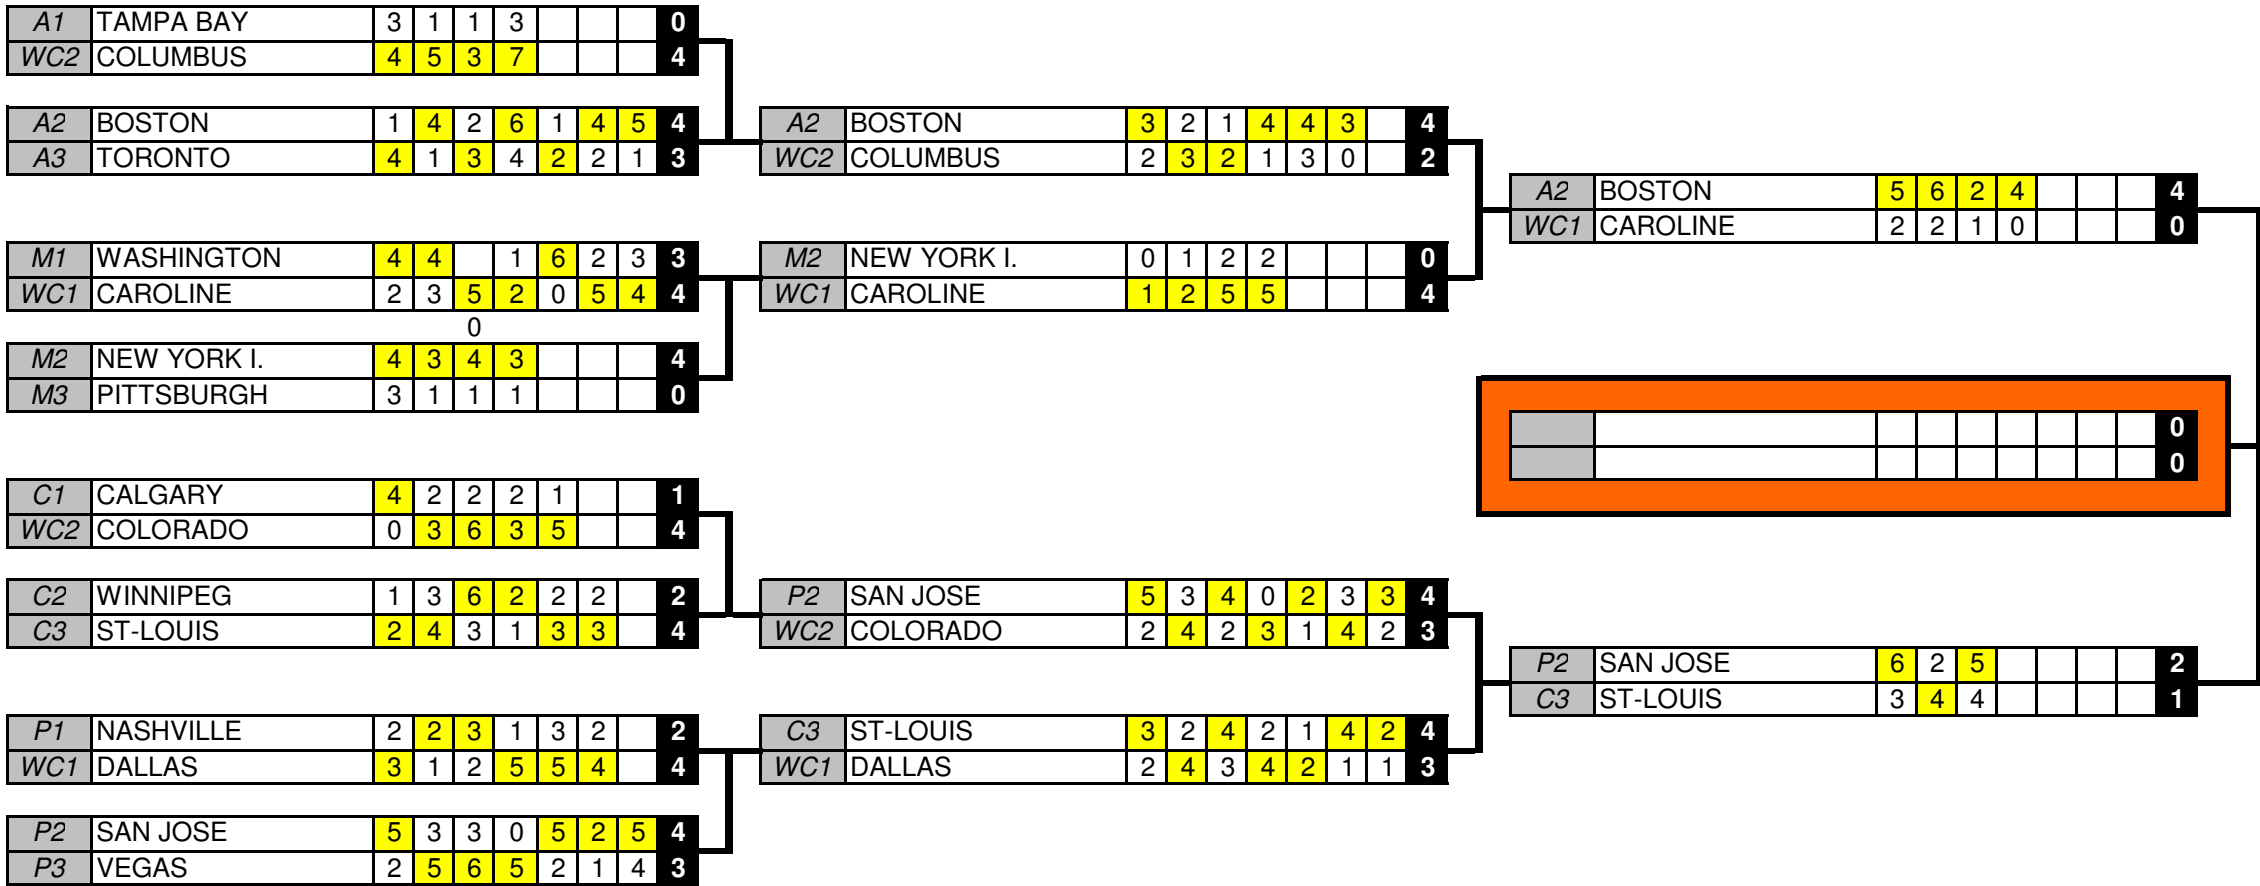 A1 TAMPA BAY 3 1 1 3 0
WC2 COLUMBUS 4 5 3 7 4
A2 BOSTON 1 4 2 6 1 4 5 4
A3 TORONTO 4 1 3 4 2 2 1 3
M1 WASHINGTON 4 4 1 6 2 3 3
WC1 CAROLINE 2 3 5 2 0 5 4 4
0
M2 NEW YORK I. 4 3 4 3 4
M3 PITTSBURGH 3 1 1 1 0
C1 CALGARY 4 2 2 2 1 1
WC2 COLORADO 0 3 6 3 5 4
C2 WINNIPEG 1 3 6 2 2 2 2
C3 ST-LOUIS 2 4 3 1 3 3 4
P1 NASHVILLE 2 2 3 1 3 2 2
WC1 DALLAS 3 1 2 5 5 4 4
P2 SAN JOSE 5 3 3 0 5 2 5 4
P3 VEGAS 2 5 6 5 2 1 4 3
A2 BOSTON 3 2 1 4 4 3 4
WC2 COLUMBUS 2 3 2 1 3 0 2
M2 NEW YORK I. 0 1 2 2 0
WC1 CAROLINE 1 2 5 5 4
P2 SAN JOSE 5 3 4 0 2 3 3 4
WC2 COLORADO 2 4 2 3 1 4 2 3
C3 ST-LOUIS 3 2 4 2 1 4 2 4
WC1 DALLAS 2 4 3 4 2 1 1 3
A2 BOSTON 5 6 2 4 4
WC1 CAROLINE 2 2 1 0 0
0
0
P2 SAN JOSE 6 2 5 2
C3 ST-LOUIS 3 4 4 1